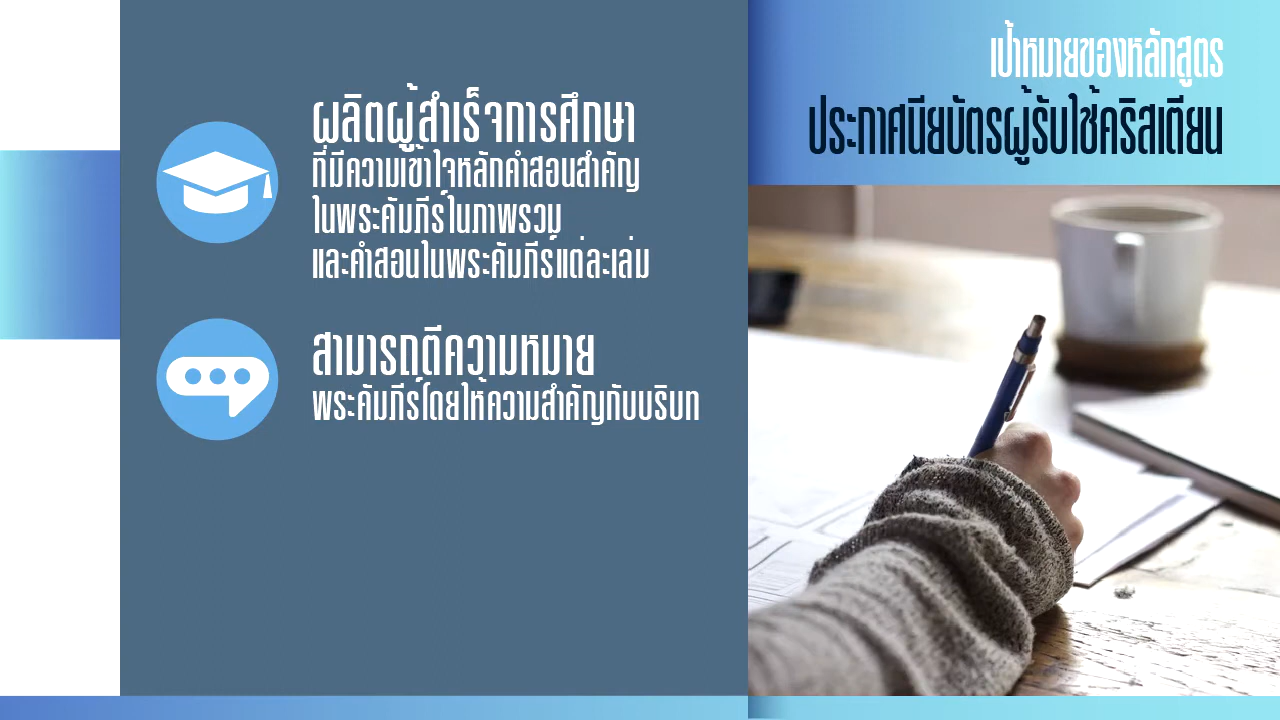 เป้าหมายของหลักสูตร
ประกาศนียบัตรผู้รับใช้คริสเตียน
ผลิตผู้สำเร็จการศึกษา
ที่มีความเข้าใจหลักคำสอนสำคัญ
ในพระคัมภีร์ในภาพรวม
และคำสอนในพระคัมภีร์แต่ละเล่ม
สามารถตีความหมาย
พระคัมภีร์โดยให้ความสำคัญกับบริบท